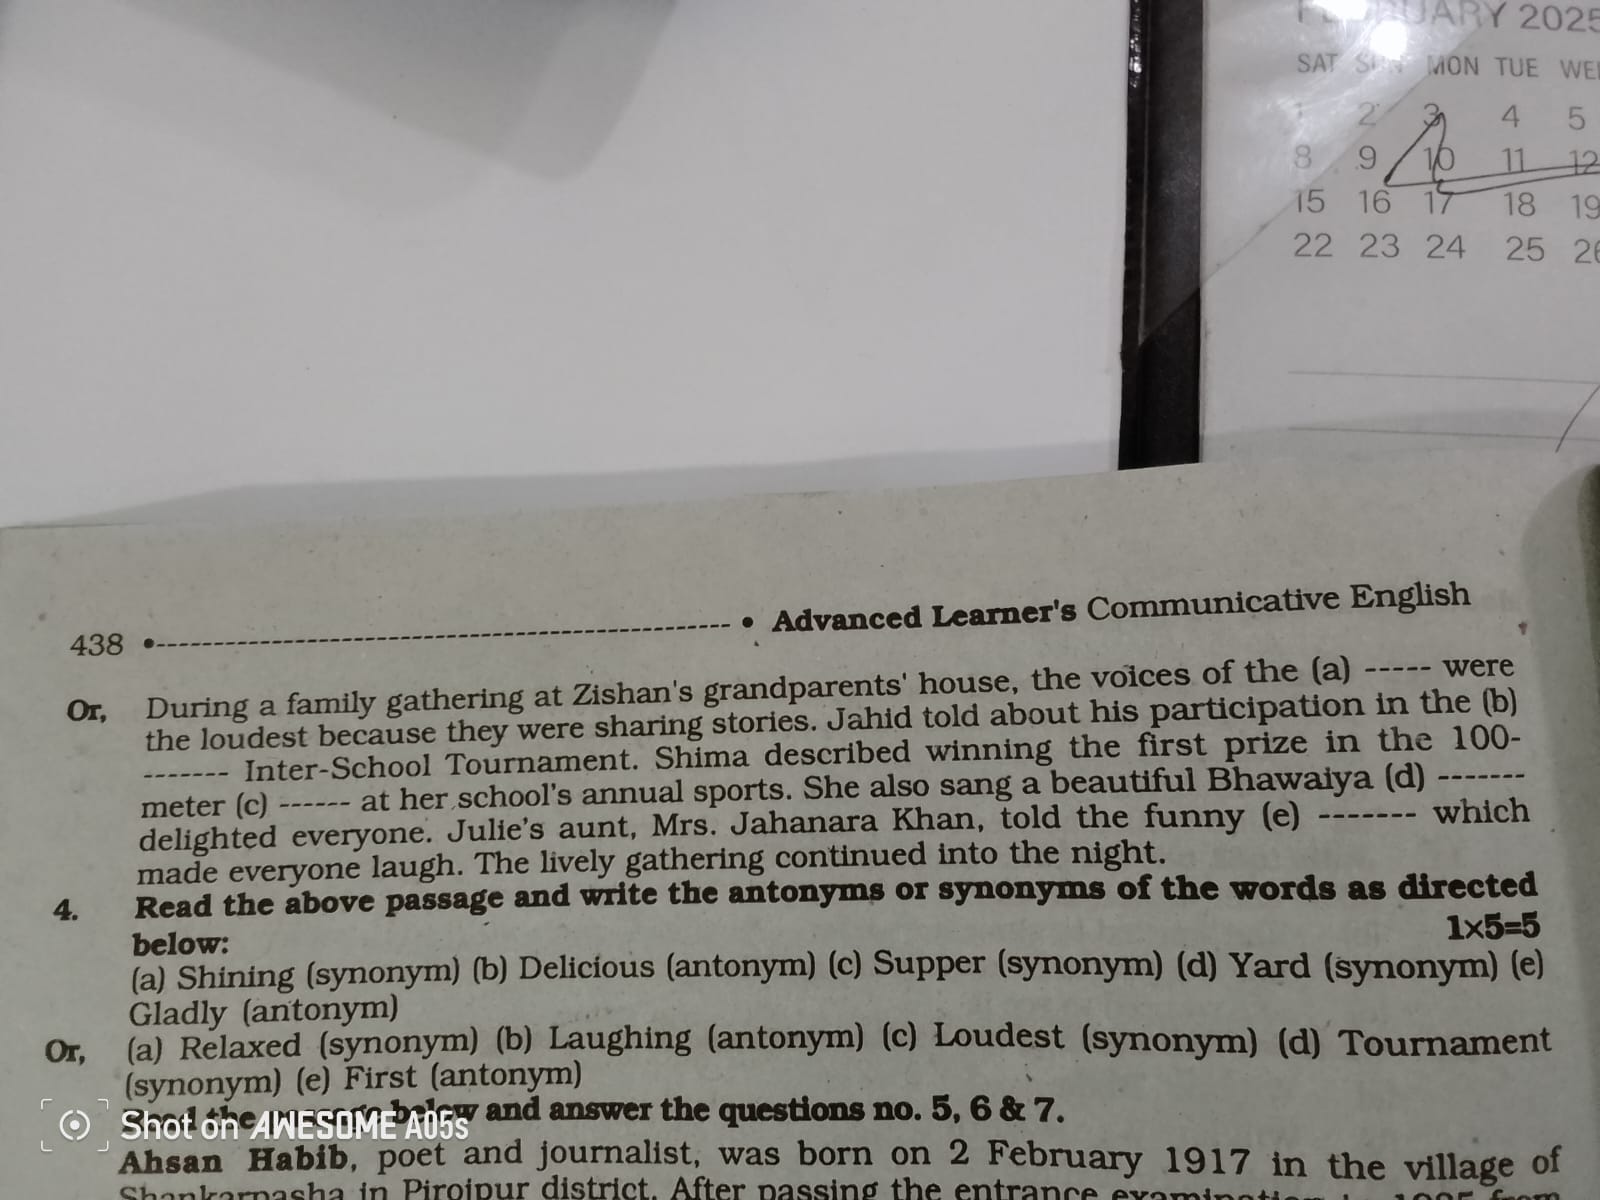 FEBRUARY 2025
SAT SUN MON TUE
1 2 3 4 5
8 9 10 11 12
15 16 17 18 19
22 23 24 25
438 • Advanced Learner's Communicative English
Or, During a family gathering at Zishan's grandparents' house, the voices of the (a) ----- were
the loudest because they were sharing stories. Jahid told about his participation in the (b)
------- Inter-School Tournament. Shima described winning the first prize in the 100-
meter (c) ------ at her school's annual sports. She also sang a beautiful Bhawaiya (d) -------
delighted everyone. Julie's aunt, Mrs. Jahanara Khan, told the funny (e) ------- which
made everyone laugh. The lively gathering continued into the night.
4. Read the above passage and write the antonyms or synonyms of the words as directed
below: 1×5=5
(a) Shining (synonym) (b) Delicious (antonym) (c) Supper (synonym) (d) Yard (synonym) (e)
Gladly (antonym)
Or, (a) Relaxed (synonym) (b) Laughing (antonym) (c) Loudest (synonym) (d) Tournament
(synonym) (e) First (antonym)
the below and answer the questions no. 5, 6 & 7.
Shot on AWESOME A05s
Ahsan Habib, poet and journalist, was born on 2 February 1917 in the village of
Shankarpasha in Pirojpur district. After passing the entrance